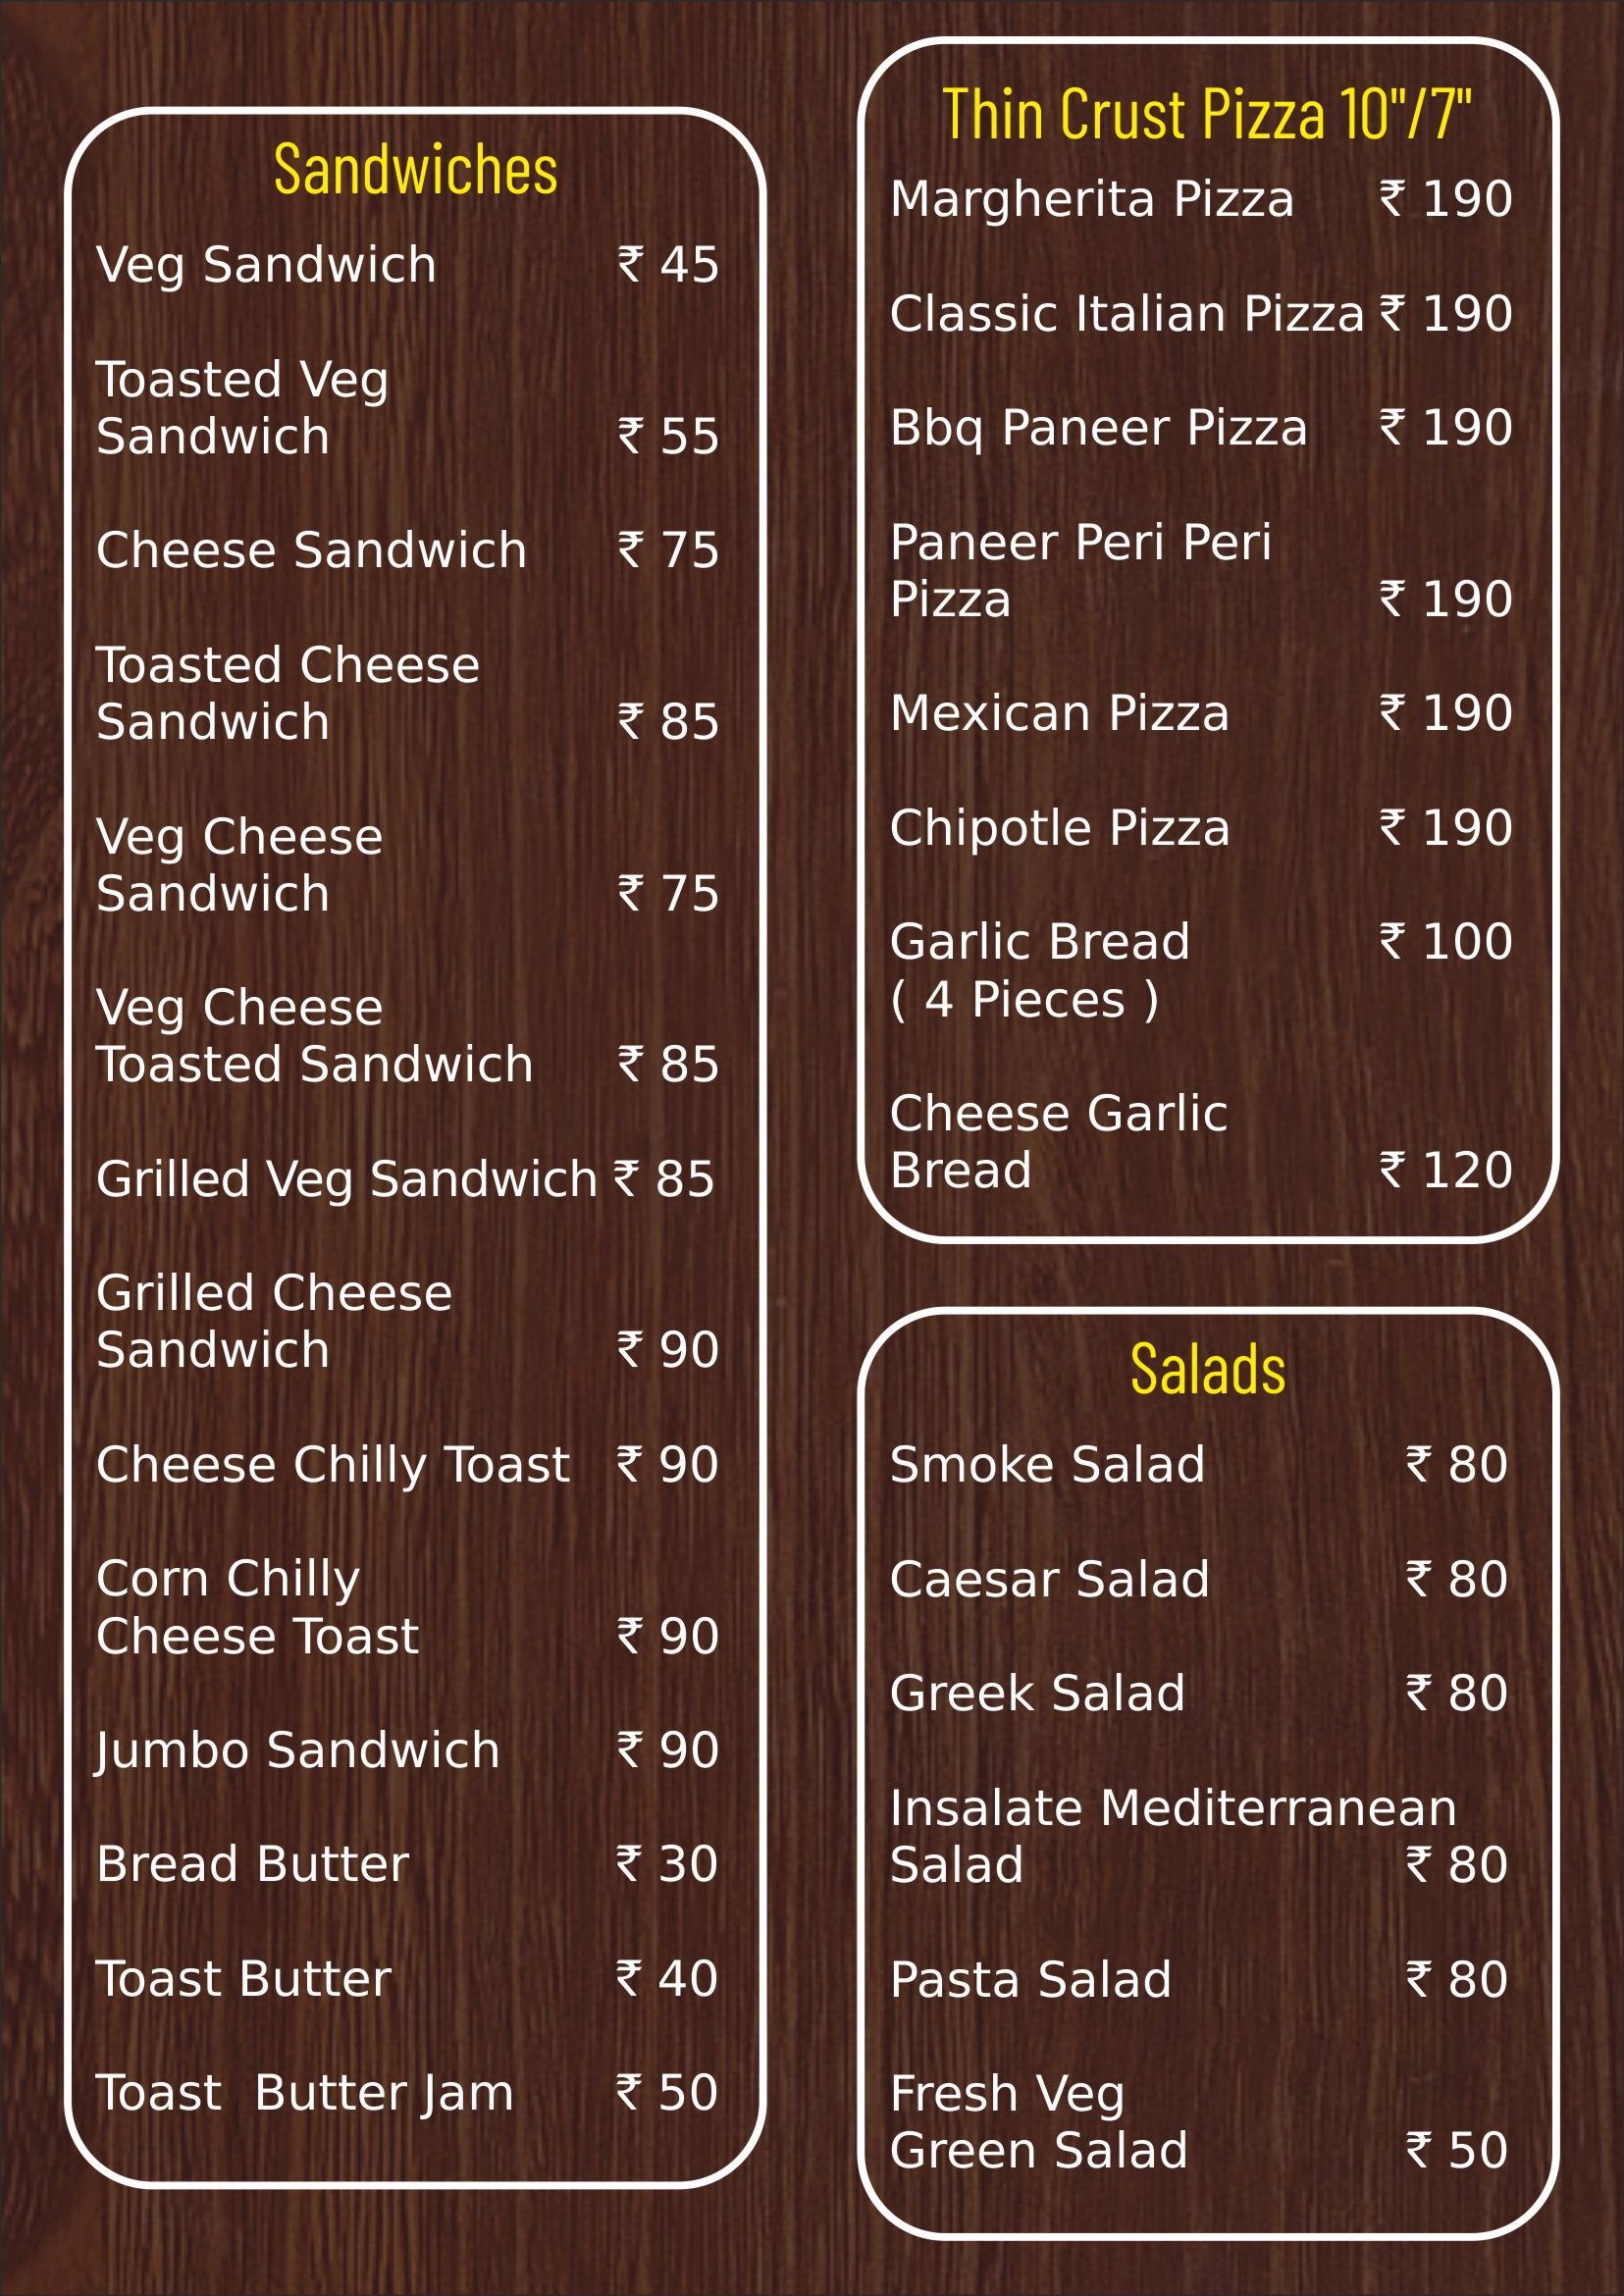 Sandwiches
Veg Sandwich ₹ 45
Toasted Veg
Sandwich ₹ 55
Cheese Sandwich ₹ 75
Toasted Cheese
Sandwich ₹ 85
Veg Cheese
Sandwich ₹ 75
Veg Cheese
Toasted Sandwich ₹ 85
Grilled Veg Sandwich ₹ 85
Grilled Cheese
Sandwich ₹ 90
Cheese Chilly Toast ₹ 90
Corn Chilly
Cheese Toast ₹ 90
Jumbo Sandwich ₹ 90
Bread Butter ₹ 30
Toast Butter ₹ 40
Toast  Butter Jam ₹ 50
Thin Crust Pizza 10"/7"
Margherita Pizza ₹ 190
Classic Italian Pizza ₹ 190
Bbq Paneer Pizza ₹ 190
Paneer Peri Peri
Pizza ₹ 190
Mexican Pizza ₹ 190
Chipotle Pizza ₹ 190
Garlic Bread ₹ 100
( 4 Pieces )
Cheese Garlic
Bread ₹ 120
Salads
Smoke Salad ₹ 80
Caesar Salad ₹ 80
Greek Salad ₹ 80
Insalate Mediterranean
Salad ₹ 80
Pasta Salad ₹ 80
Fresh Veg
Green Salad ₹ 50